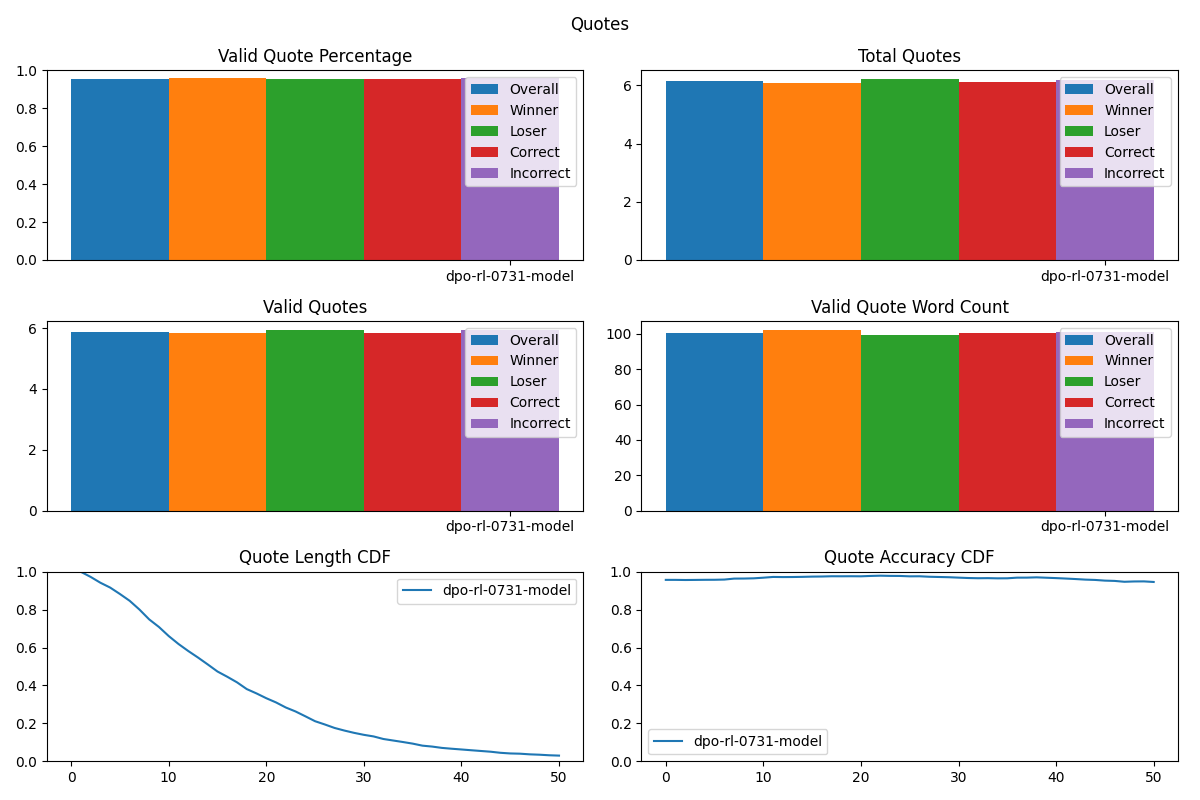 Quotes
Valid Quote Percentage
1.0
0.8
0.6
0.4
0.2
0.0
Overall
Winner
Loser
Correct
Incorrect
dpo-rl-0731-model
Total Quotes
6
4
2
0
Overall
Winner
Loser
Correct
Incorrect
dpo-rl-0731-model
Valid Quotes
6
4
2
0
Overall
Winner
Loser
Correct
Incorrect
dpo-rl-0731-model
Valid Quote Word Count
100
80
60
40
20
0
Overall
Winner
Loser
Correct
Incorrect
dpo-rl-0731-model
Quote Length CDF
1.0
0.8
0.6
0.4
0.2
0.0
dpo-rl-0731-model
0 10 20 30 40 50
Quote Accuracy CDF
1.0
0.8
0.6
0.4
0.2
0.0
dpo-rl-0731-model
0 10 20 30 40 50